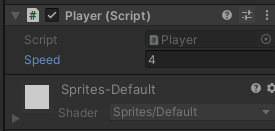 Player (Script)
Script Player
Speed 4
Sprites-Default
Shader Sprites/Default